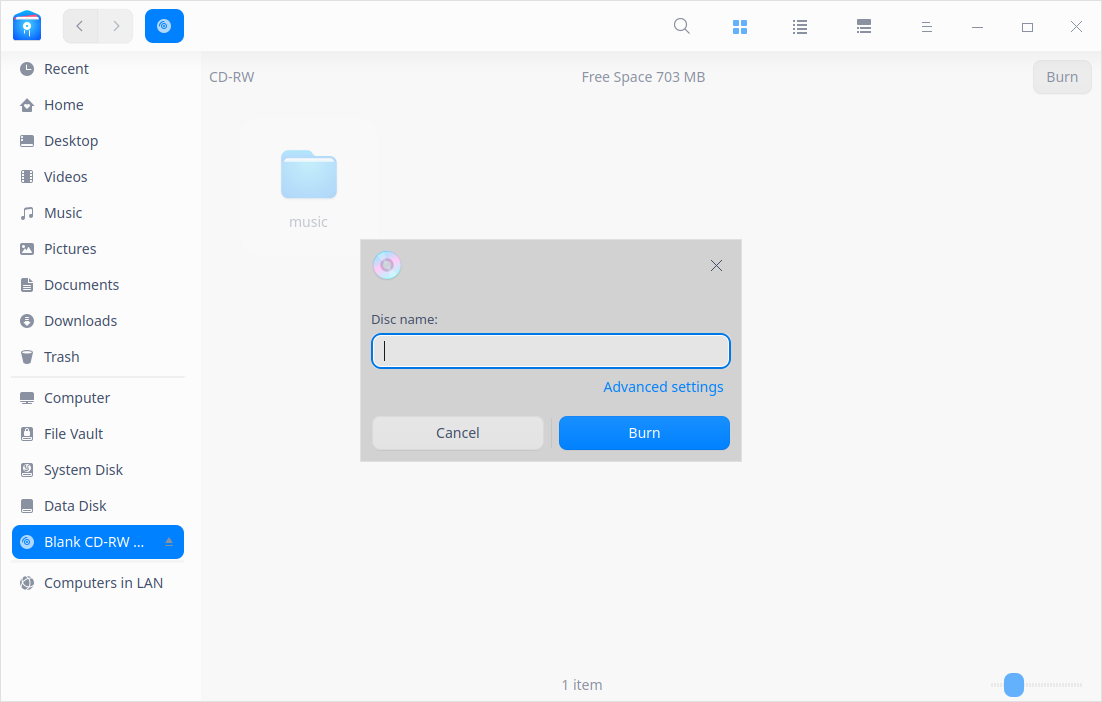 Recent
Home
Desktop
Videos
Music
Pictures
Documents
Downloads
Trash
Computer
File Vault
System Disk
Data Disk
Blank CD-RW ...
Computers in LAN
CD-RW
Free Space 703 MB
Burn
music
Disc name:
Advanced settings
Cancel
Burn
1 item